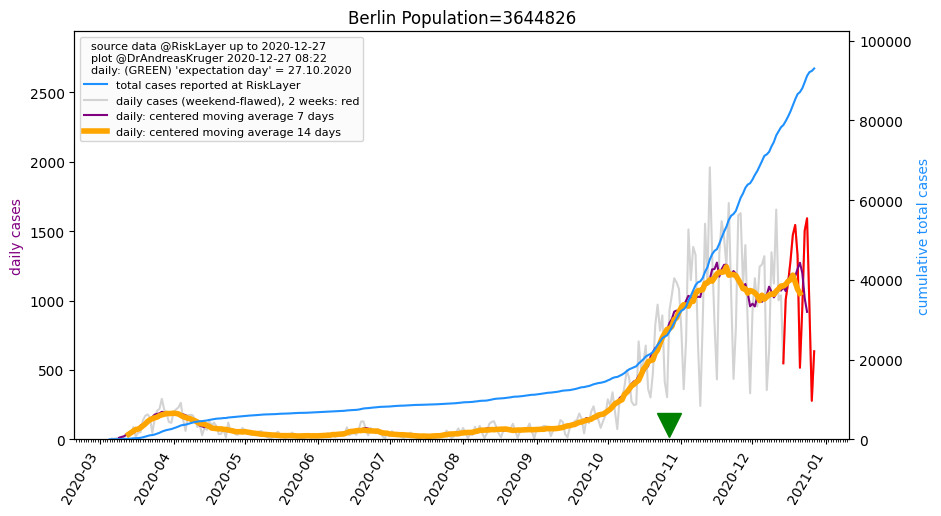 Berlin Population=3644826
source data @RiskLayer up to 2020-12-27
plot @DrAndreasKruger 2020-12-27 08:22
daily: (GREEN) 'expectation day' = 27.10.2020
total cases reported at RiskLayer
daily cases (weekend-flawed), 2 weeks: red
daily: centered moving average 7 days
daily: centered moving average 14 days
daily cases
2500
2000
1500
1000
500
0
100000
80000
60000
40000
20000
0
cumulative total cases
2020-03
2020-04
2020-05
2020-06
2020-07
2020-08
2020-09
2020-10
2020-11
2020-12
2021-01